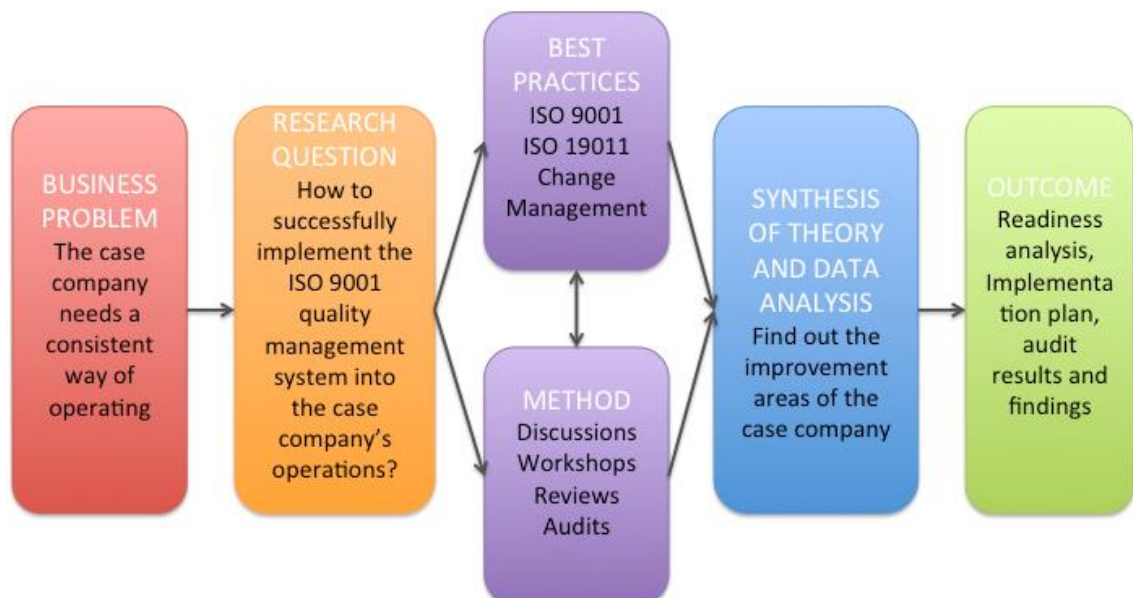 BUSINESS
PROBLEM
The case
company
needs a
consistent
way of
operating
RESEARCH
QUESTION
How to
successfully
implement the
ISO 9001
quality
management
system into
the case
company's
operations?
BEST
PRACTICES
ISO 9001
ISO 19011
Change
Management
METHOD
Discussions
Workshops
Reviews
Audits
SYNTHESIS
OF THEORY
AND DATA
ANALYSIS
Find out the
improvement
areas of the
case company
OUTCOME
Readiness
analysis,
Implementa
tion plan,
audit
results and
findings